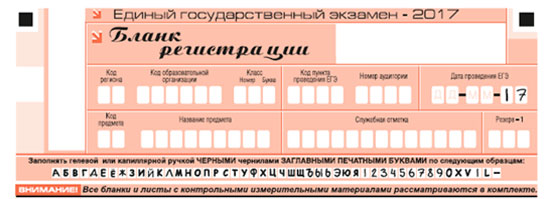 Единый государственный экзамен - 2017
Бланк
регистрации
Код региона Код образовательной организации Класс Номер Буква Код пункта проведения ЕГЭ Номер аудитории Дата проведения ЕГЭ
ДД-ММ-17
Код предмета Название предмета Служебная отметка Резерв-1
Заполнять гелевой или капиллярной ручкой ЧЕРНЫМИ чернилами ЗАГЛАВНЫМИ ПЕЧАТНЫМИ БУКВАМИ по следующим образцам:
АБВГДЕЁЖЗИЙКЛМНОПРСТУФХЦЧШЩЪЫЬЭЮЯ1234567890XVIL-
ВНИМАНИЕ! Все бланки и листы с контрольными измерительными материалами рассматриваются в комплекте.